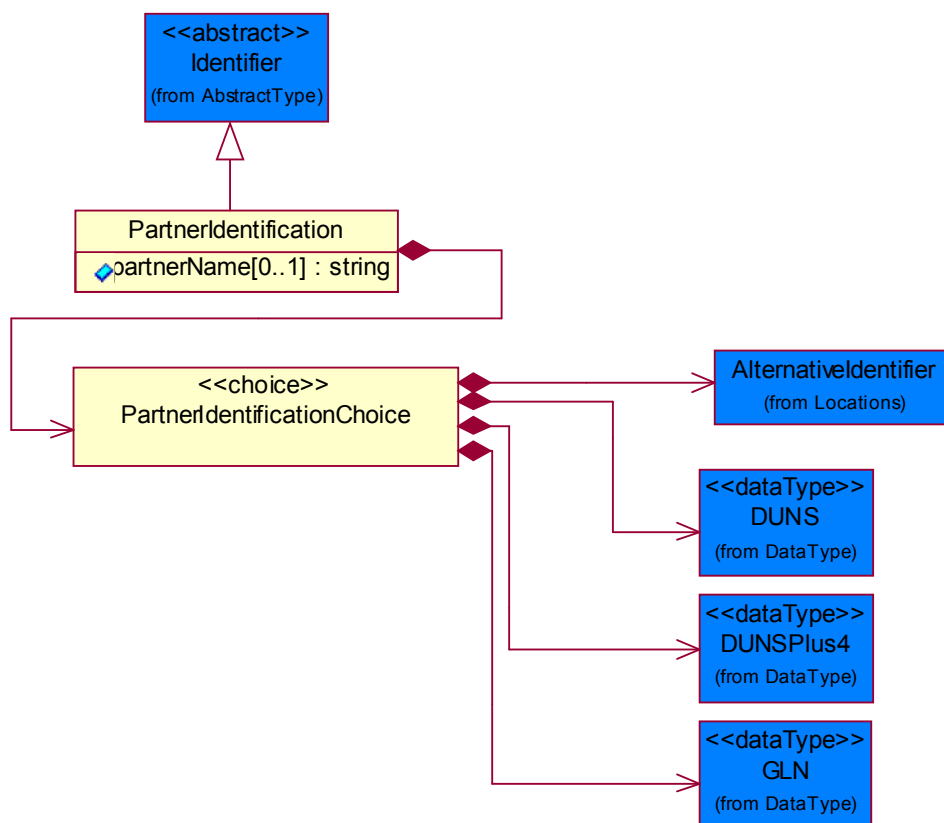 <<abstract>>
Identifier
(from AbstractType)
PartnerIdentification
partnerName[0..1] : string
<<choice>>
PartnerIdentificationChoice
AlternativeIdentifier
(from Locations)
<<dataType>>
DUNS
(from DataType)
<<dataType>>
DUNSPlus4
(from DataType)
<<dataType>>
GLN
(from DataType)